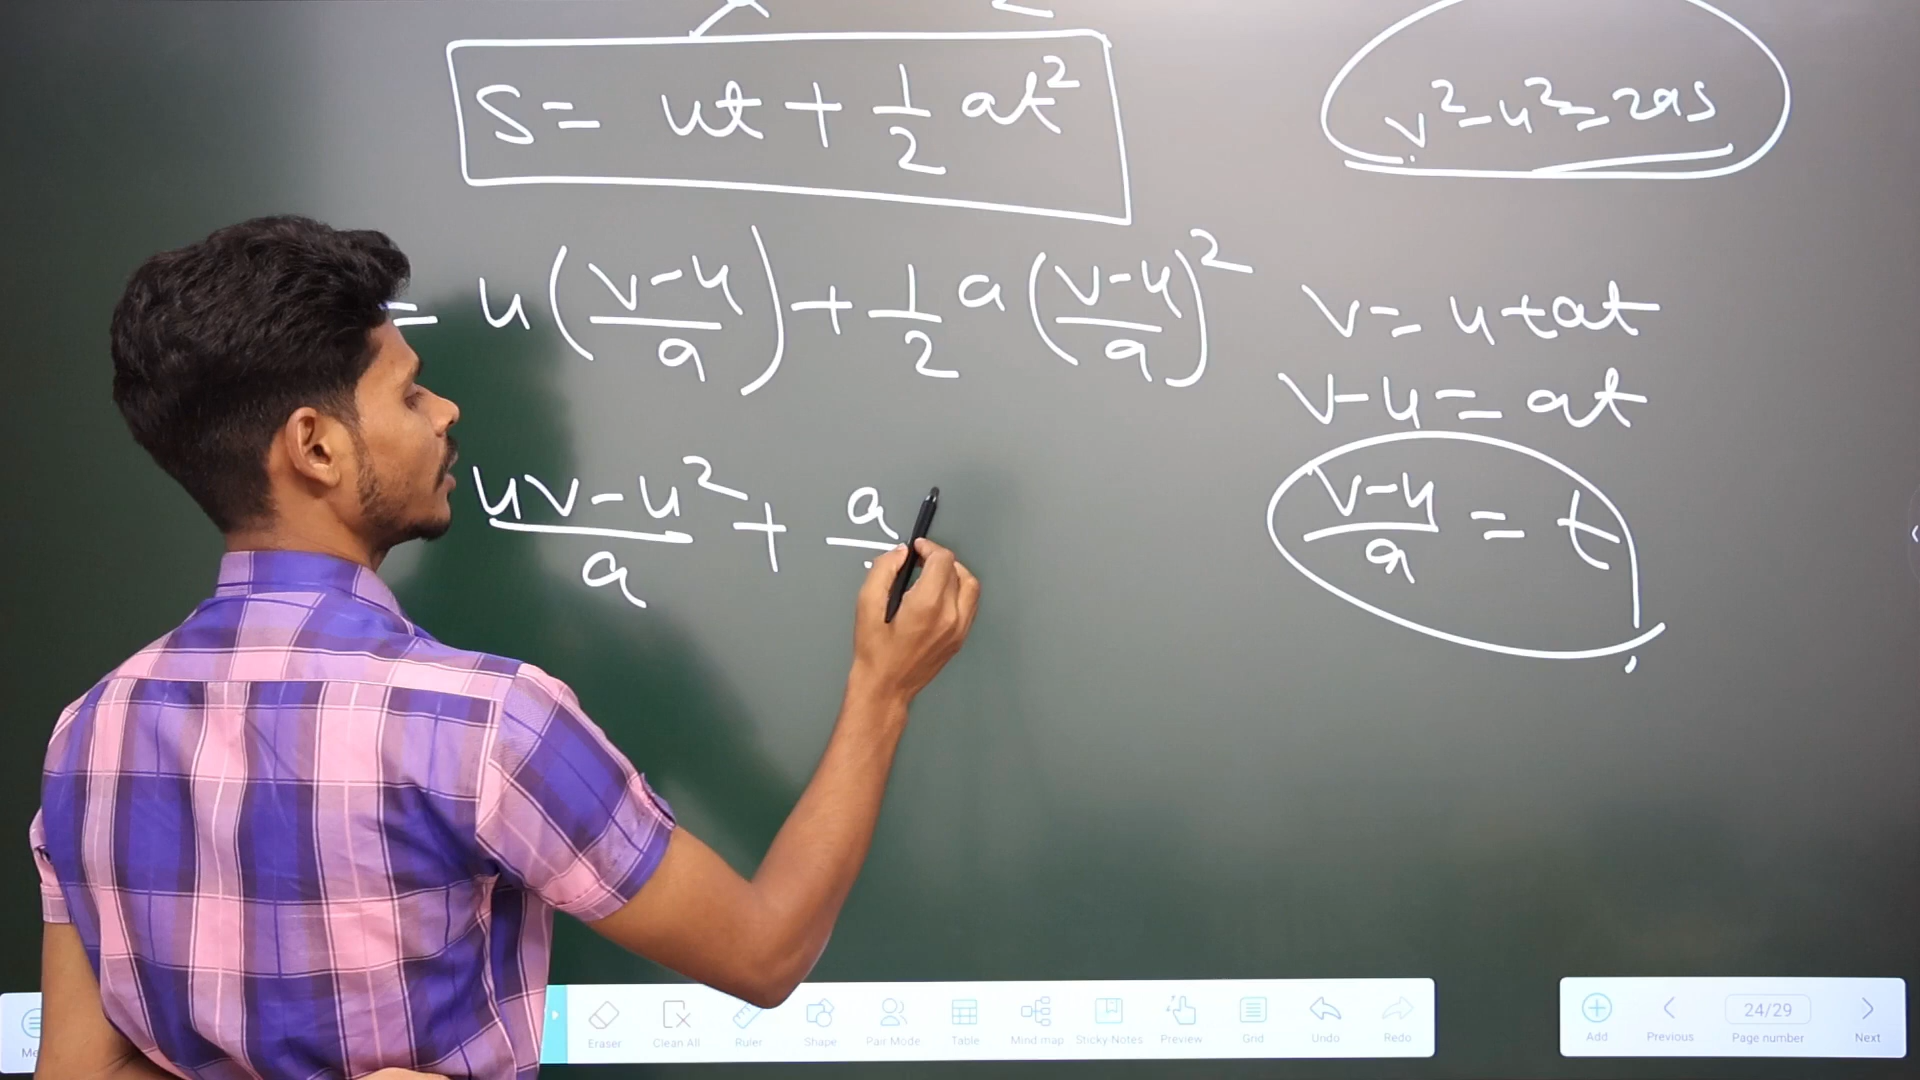 S = ut + 1/2 at²
v² - u² = 2as
= u (v-u/a) + 1/2 a (v-u/a)²
v = u + at
v - u = at
uv - u²/a + a
v-u/a = t
Eraser Clean All Ruler Shape Pair Mode Table Mind map Sticky Notes Preview Grid Undo Redo
Add Previous 24/29 Page number Next